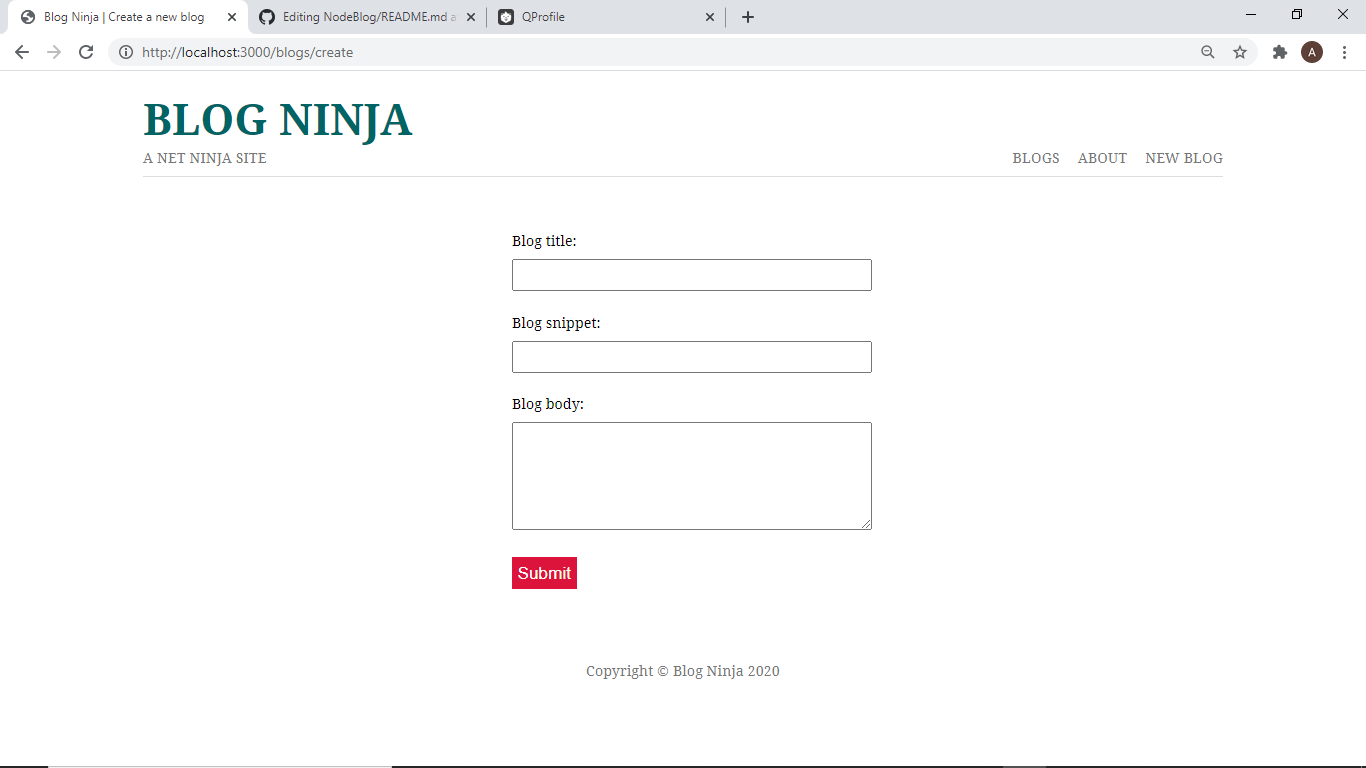 Blog Ninja | Create a new blog
Editing NodeBlog/README.md a
QProfile
http://localhost:3000/blogs/create
A
BLOG NINJA
A NET NINJA SITE
BLOGS ABOUT NEW BLOG
Blog title:
Blog snippet:
Blog body:
Submit
Copyright © Blog Ninja 2020